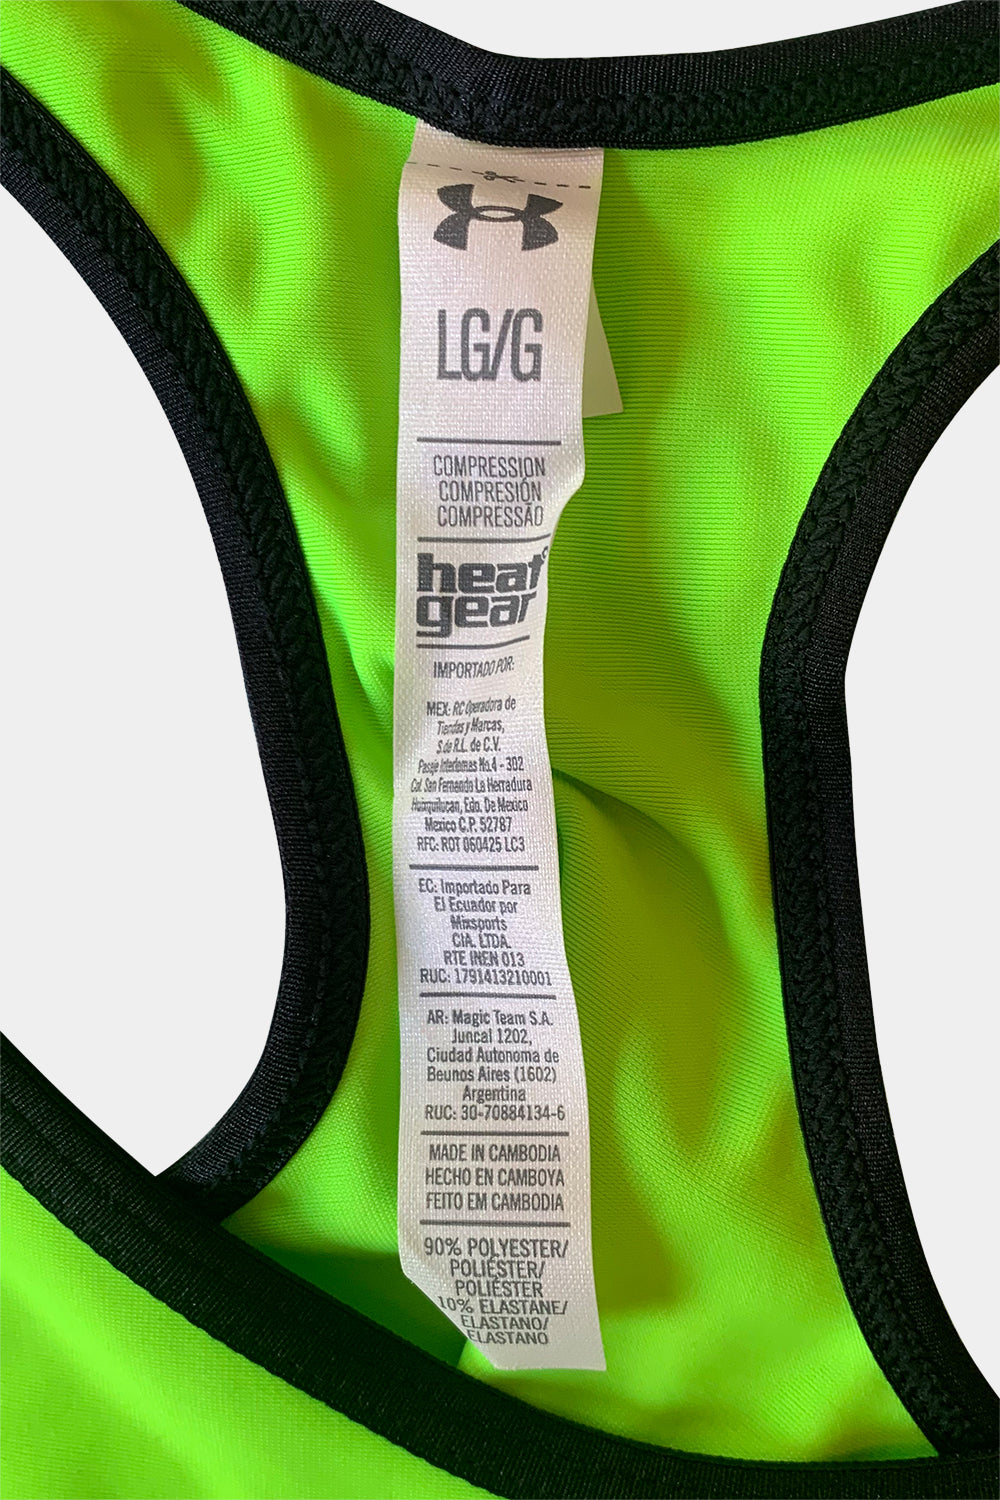 LG/G
COMPRESSION
COMPRESIÓN
COMPRESSÃO
heat
gear
IMPORTADO POR:
MEX: RC Operadora de
Tiendas y Marcas,
S.de R.L. de C.V.
Pasaje Interlomas No.4 - 302
Col. San Fernando La Herradura
Huixquilucan, Edo. De Mexico
Mexico C.P. 52787
RFC: ROT 060425 LC3
EC: Importado Para
El Ecuador por
Mixsports
CIA. LTDA.
RTE INEN 013
RUC: 1791413210001
AR: Magic Team S.A.
Juncal 1202,
Ciudad Autonoma de
Beunos Aires (1602)
Argentina
RUC: 30-70884134-6
MADE IN CAMBODIA
HECHO EN CAMBOYA
FEITO EM CAMBODIA
90% POLYESTER/
POLIÉSTER/
POLIÉSTER
10% ELASTANE/
ELASTANO/
ELASTANO